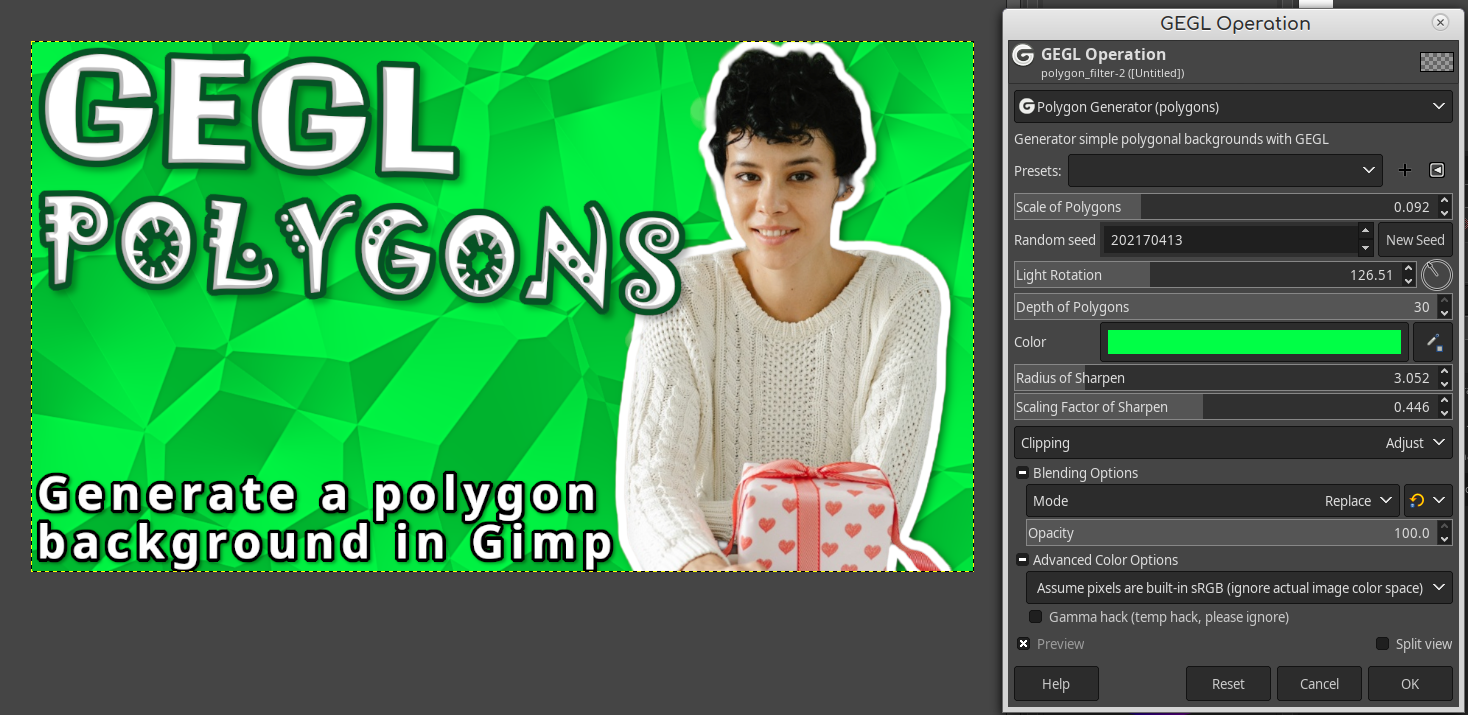 GEGL
POLYGONS
Generate a polygon
background in Gimp
GEGL Operation
GEGL Operation
polygon_filter-2 ([Untitled])
Polygon Generator (polygons)
Generator simple polygonal backgrounds with GEGL
Presets:
Scale of Polygons 0.092
Random seed 202170413 New Seed
Light Rotation 126.51
Depth of Polygons 30
Color
Radius of Sharpen 3.052
Scaling Factor of Sharpen 0.446
Clipping Adjust
Blending Options
Mode Replace
Opacity 100.0
Advanced Color Options
Assume pixels are built-in sRGB (ignore actual image color space)
Gamma hack (temp hack, please ignore)
Preview Split view
Help Reset Cancel OK